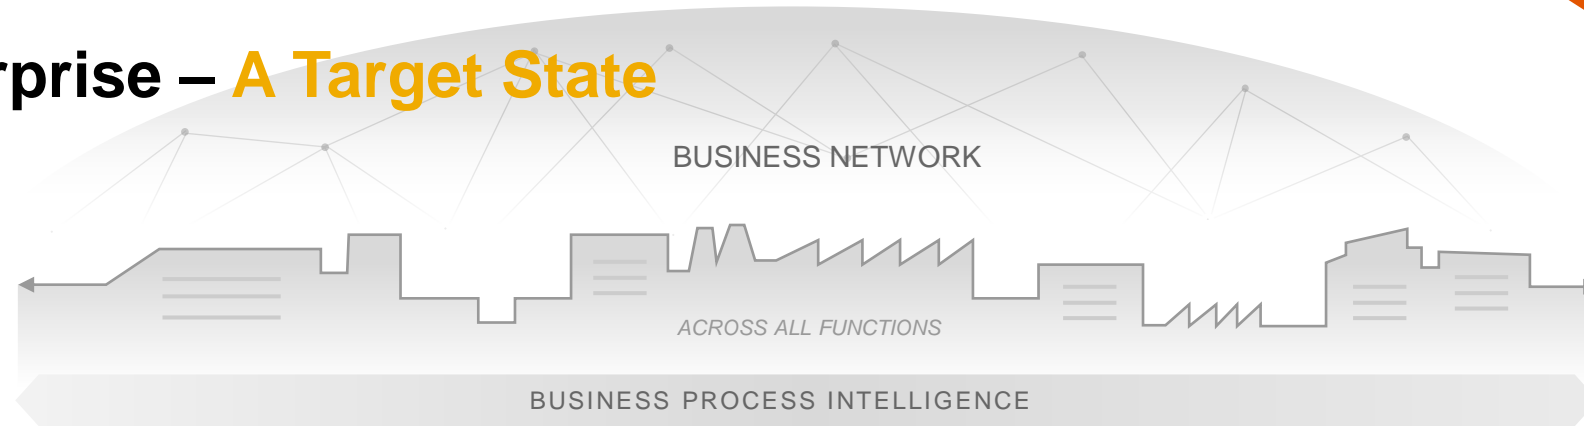 rprise – A Target State
BUSINESS NETWORK
ACROSS ALL FUNCTIONS
BUSINESS PROCESS INTELLIGENCE